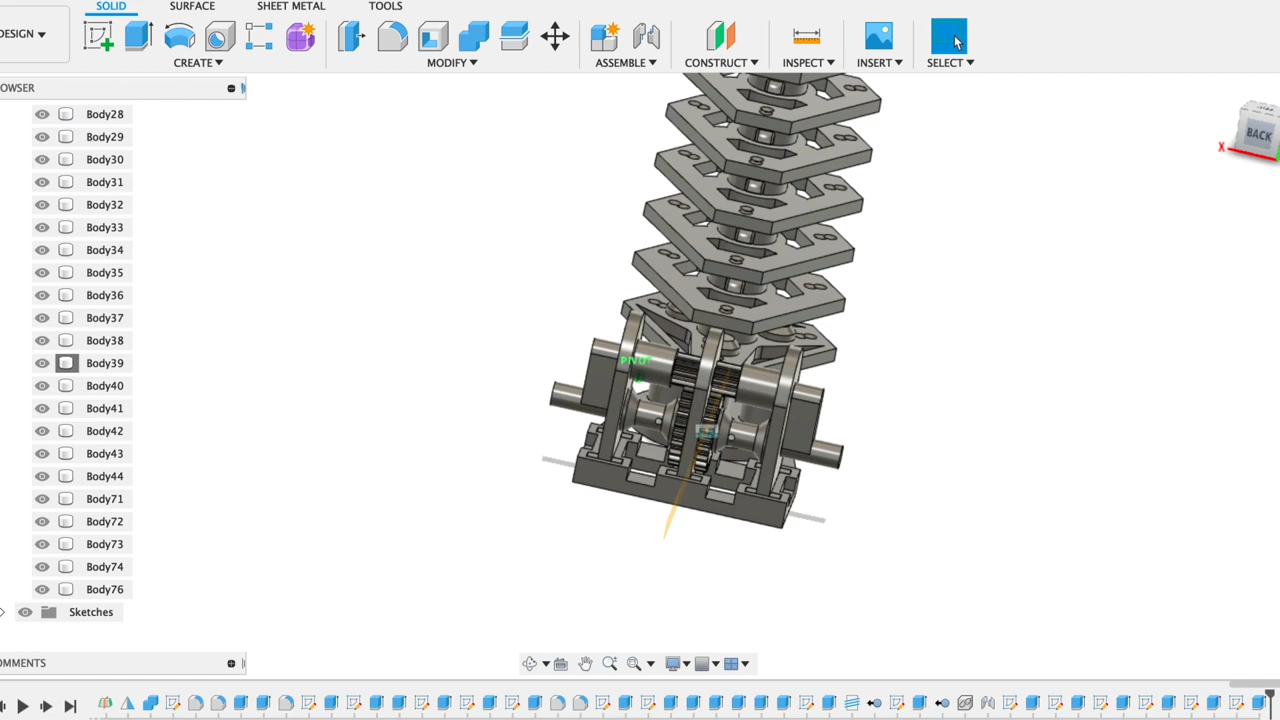 SOLID SURFACE SHEET METAL TOOLS
DESIGN ▼
CREATE ▼ MODIFY ▼ ASSEMBLE ▼ CONSTRUCT ▼ INSPECT ▼ INSERT ▼ SELECT ▼
OWSER
BACK
X
Body28
Body29
Body30
Body31
Body32
Body33
Body34
Body35
Body36
Body37
Body38
Body39
Body40
Body41
Body42
Body43
Body44
Body71
Body72
Body73
Body74
Body76
Sketches
PIVOT
OMMENTS